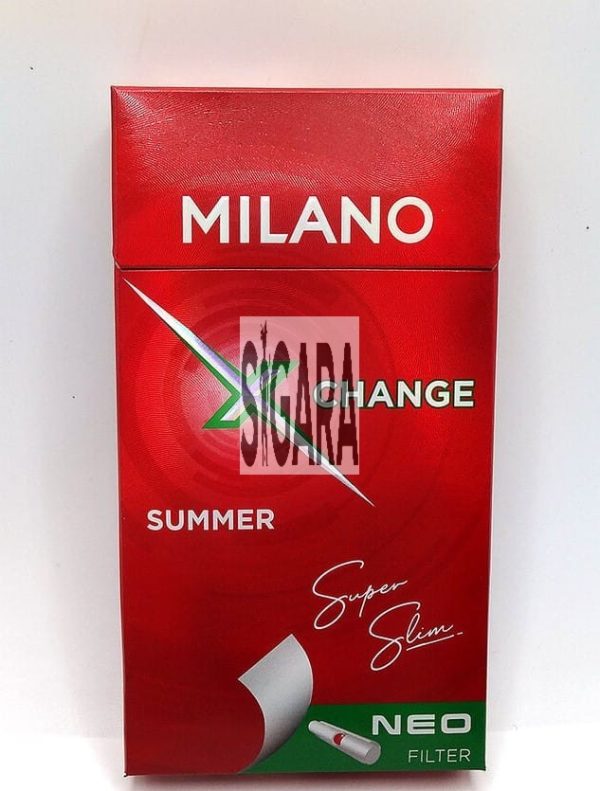 MILANO
SIGARA
X CHANGE
SUMMER
Super
Slim
NEO
FILTER